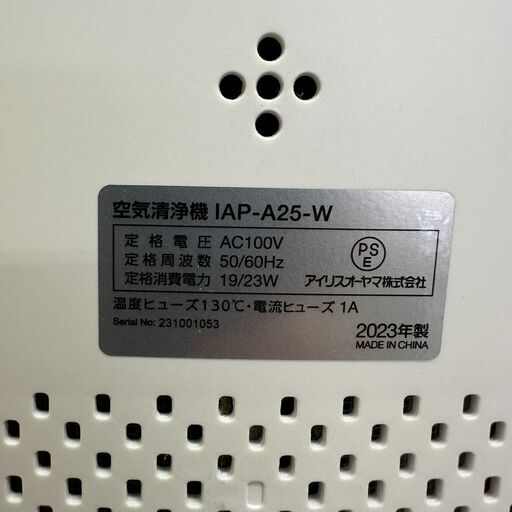 空気清浄機 IAP-A25-W
定格電圧 AC100V
定格周波数 50/60Hz
定格消費電力 19/23W
PS
E
アイリスオーヤマ株式会社
温度ヒューズ130℃・電流ヒューズ 1A
Serial No: 231001053
2023年製
MADE IN CHINA